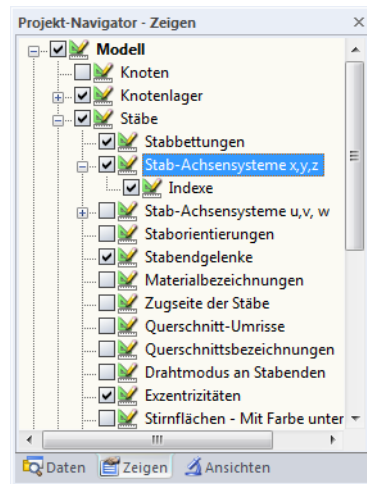 Projekt-Navigator - Zeigen
Modell
Knoten
Knotenlager
Stäbe
Stabbettungen
Stab-Achsensysteme x,y,z
Indexe
Stab-Achsensysteme u,v, w
Staborientierungen
Stabendgelenke
Materialbezeichnungen
Zugseite der Stäbe
Querschnitt-Umrisse
Querschnittsbezeichnungen
Drahtmodus an Stabenden
Exzentrizitäten
Stirnflächen - Mit Farbe unter
Daten Zeigen Ansichten